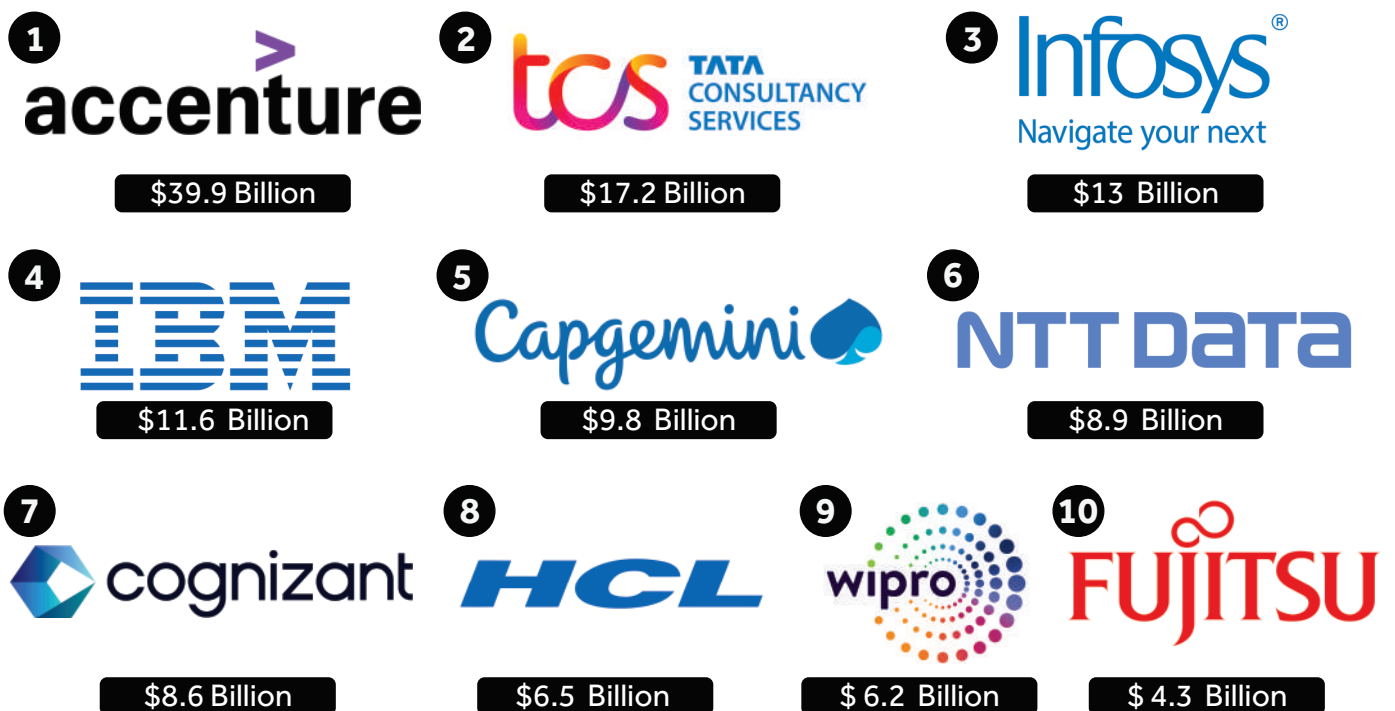 1
accenture
$39.9 Billion
2
tcs TATA
CONSULTANCY
SERVICES
$17.2 Billion
3
Infosys®
Navigate your next
$13 Billion
4
IBM
$11.6 Billion
5
Capgemini
$9.8 Billion
6
NTT DATA
$8.9 Billion
7
cognizant
$8.6 Billion
8
HCL
$6.5 Billion
9
wipro
$ 6.2 Billion
10
FUJITSU
$ 4.3 Billion